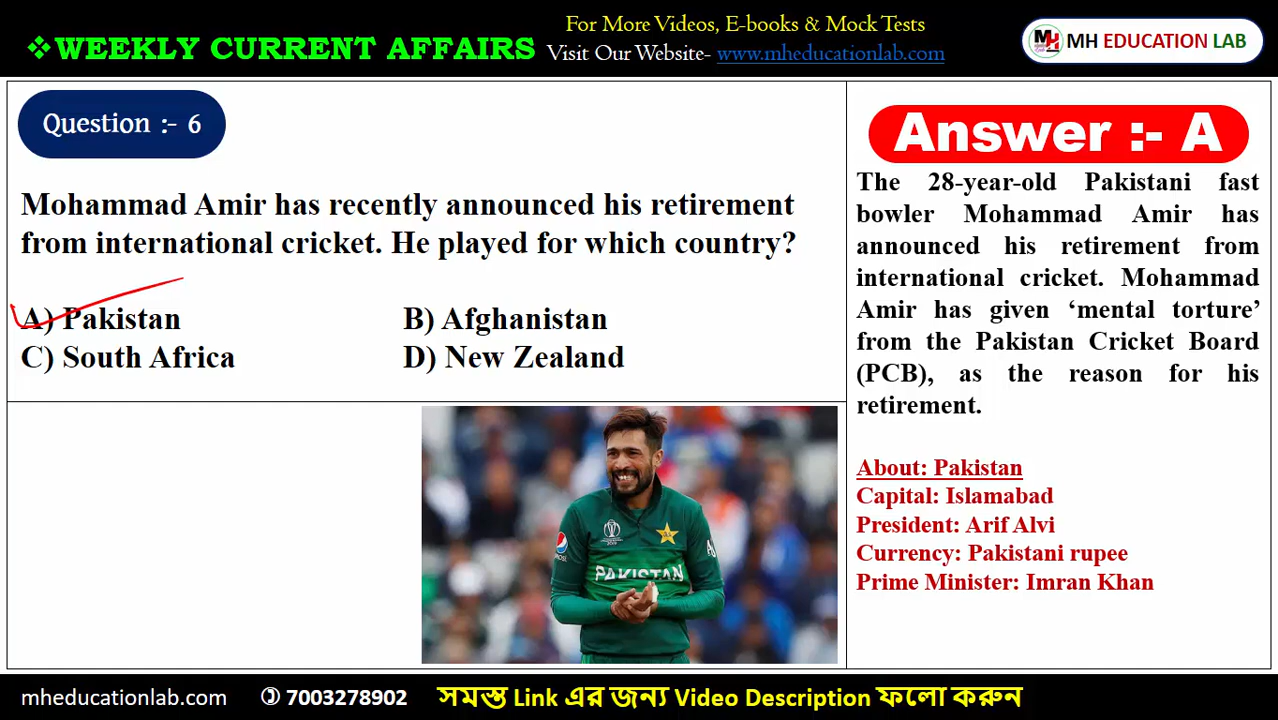 ❖WEEKLY CURRENT AFFAIRS
For More Videos, E-books & Mock Tests
Visit Our Website- www.mheducationlab.com
MH EDUCATION LAB
Question :- 6
Mohammad Amir has recently announced his retirement
from international cricket. He played for which country?
A) Pakistan
B) Afghanistan
C) South Africa
D) New Zealand
PAKISTAN
Answer :- A
The 28-year-old Pakistani fast
bowler Mohammad Amir has
announced his retirement from
international cricket. Mohammad
Amir has given ‘mental torture’
from the Pakistan Cricket Board
(PCB), as the reason for his
retirement.
About: Pakistan
Capital: Islamabad
President: Arif Alvi
Currency: Pakistani rupee
Prime Minister: Imran Khan
mheducationlab.com
7003278902
সমস্ত Link এর জন্য Video Description ফলো করুন